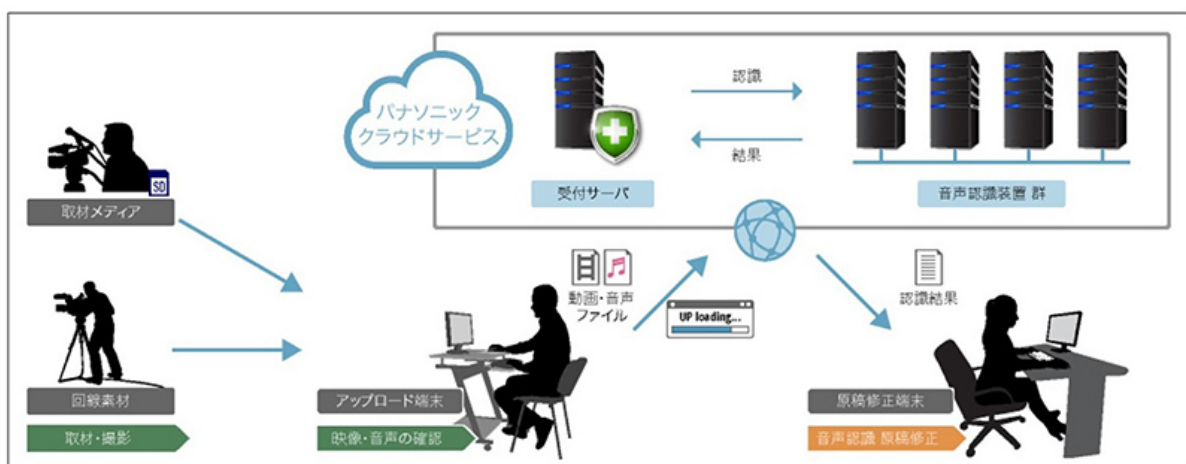 パナソニック
クラウドサービス
認識
結果
受付サーバ
音声認識装置 群
SD
取材メディア
動画・音声
ファイル
UP loading...
認識結果
回線素材
アップロード端末
原稿修正端末
取材・撮影
映像・音声の確認
音声認識 原稿修正